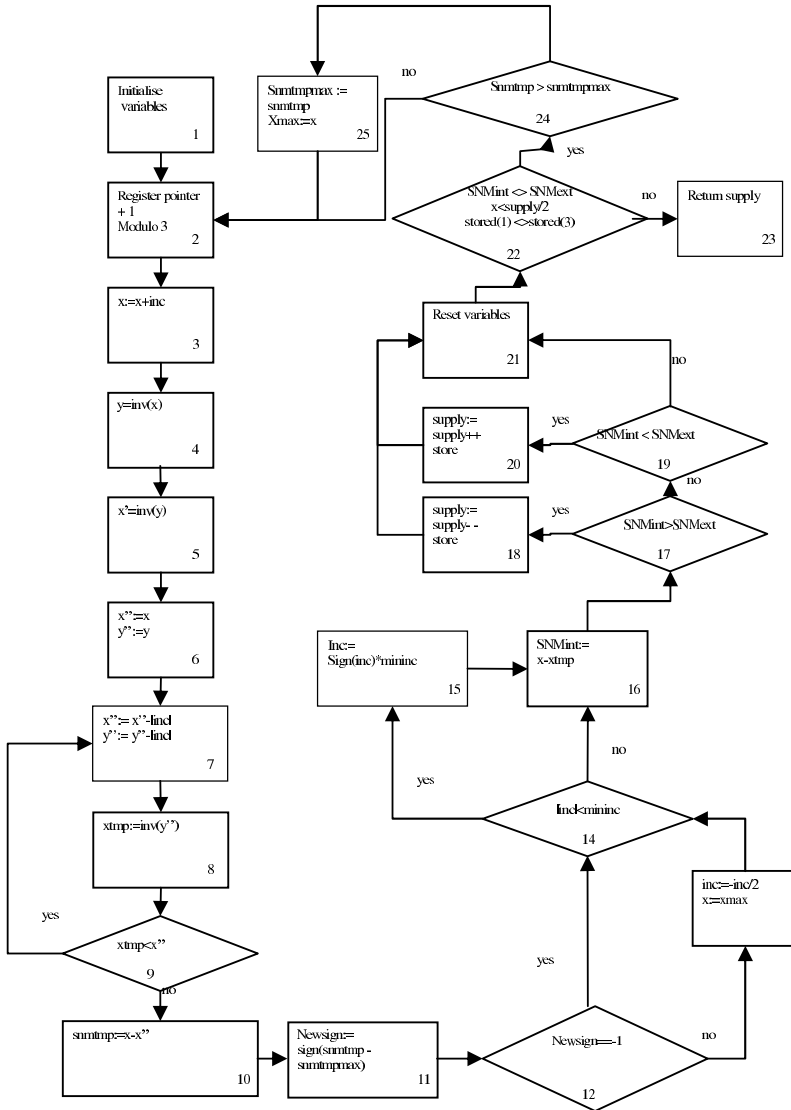 Initialise
variables
1
Register pointer
+ 1
Modulo 3
2
x:=x+inc
3
y=inv(x)
4
x'=inv(y)
5
x'':=x
y'':=y
6
x'':= x''-|inc|
y'':= y''-|inc|
7
xtmp:=inv(y'')
8
yes
xtmp<x''
9
no
snmtmp:=x-x''
10
Newsign:=
sign(snmtmp -
snmtmpmax)
11
Newsign==-1
12
no
yes
inc:=-inc/2
x:=xmax
|inc|<mininc
14
yes
no
Inc:=
Sign(inc)*mininc
15
SNMint:=
x-xtmp
16
SNMint>SNMext
17
yes
no
supply:=
supply- -
store
18
SNMint < SNMext
19
yes
no
supply:=
supply++
store
20
Reset variables
21
SNMint <> SNMext
x<supply/2
stored(1) <>stored(3)
22
no
yes
Return supply
23
Snmtmp > snmtmpmax
24
no
Snmtmpmax :=
snmtmp
Xmax:=x
25